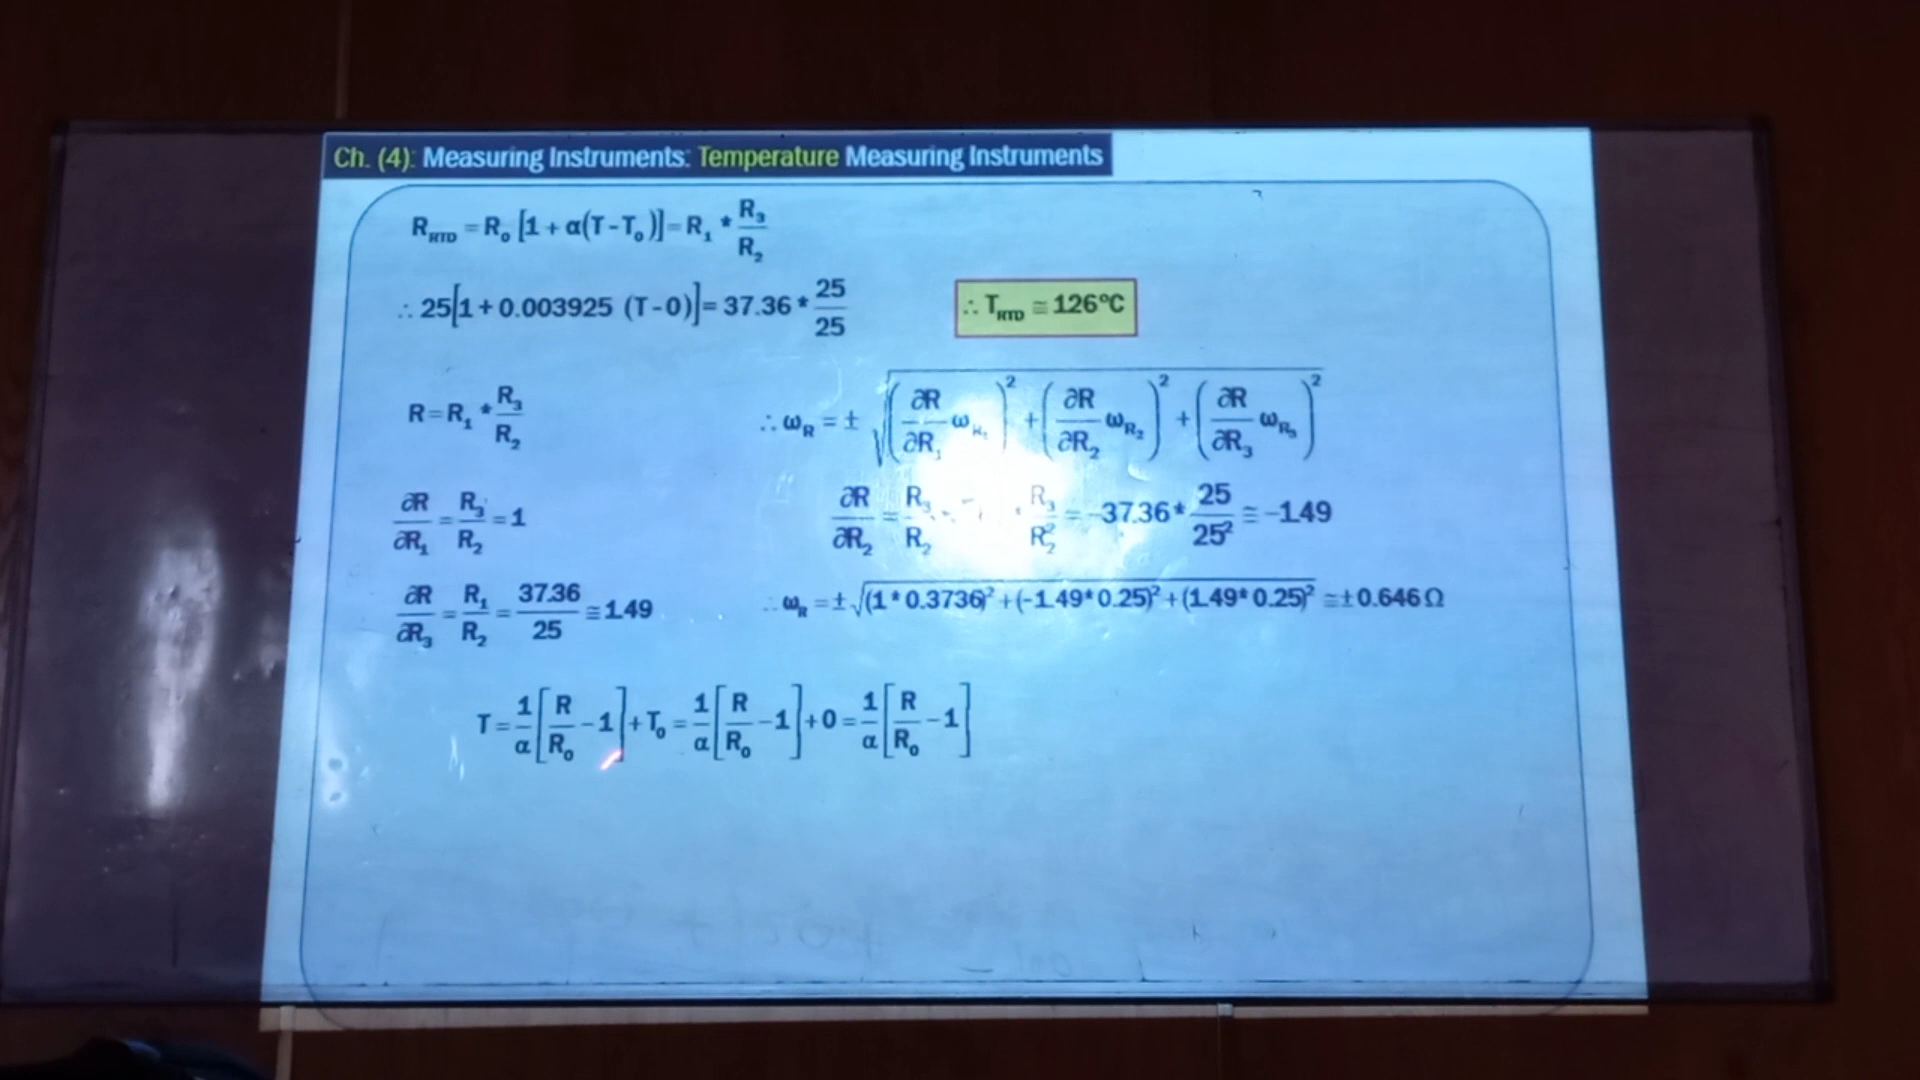 Ch. (4): Measuring Instruments: Temperature Measuring Instruments
R_RTD = R₀ [1 + α(T - T₀)] = R₁ * R₃/R₂
∴ 25[1 + 0.003925 (T - 0)] = 37.36 * 25/25
∴ T_RTD ≅ 126°C
R = R₁ * R₃/R₂
∴ ω_R = ± √((∂R/∂R₁ ω_R₁)² + (∂R/∂R₂ ω_R₂)² + (∂R/∂R₃ ω_R₃)²)
∂R/∂R₁ = R₃/R₂ = 1
∂R/∂R₂ = R₃/R₂ R₃/R₂² = -37.36 * 25/25² ≅ -1.49
∂R/∂R₃ = R₁/R₂ = 37.36/25 ≅ 1.49
∴ ω_R = ± √((1 * 0.3736)² + (-1.49 * 0.25)² + (1.49 * 0.25)²) ≅ ± 0.646 Ω
T = 1/α [R/R₀ - 1] + T₀ = 1/α [R/R₀ - 1] + 0 = 1/α [R/R₀ - 1]